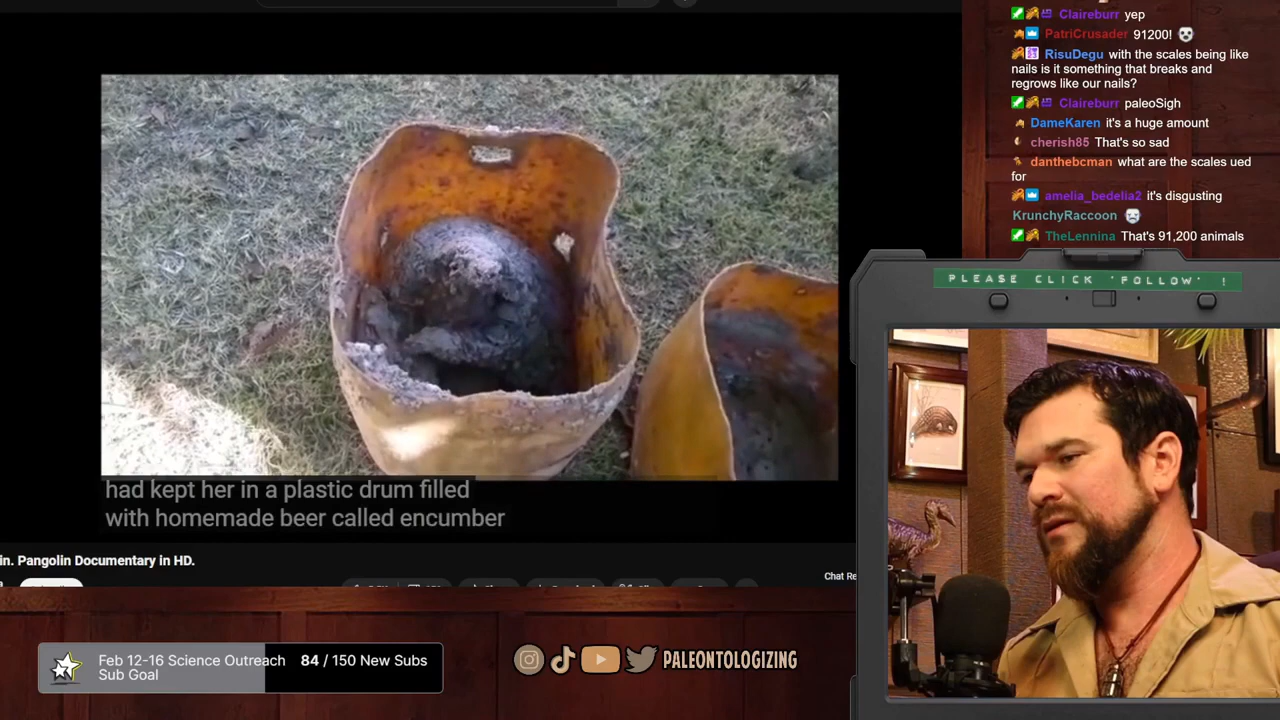 Claireburr yep
PatriCrusader 91200!
RisuDegu with the scales being like
nails is it something that breaks and
regrows like our nails?
Claireburr paleoSigh
DameKaren it's a huge amount
cherish85 That's so sad
danthebcman what are the scales ued
for
amelia_bedelia2 it's disgusting
KrunchyRaccoon
TheLennina That's 91,200 animals
PLEASE CLICK 'FOLLOW' !
had kept her in a plastic drum filled
with homemade beer called encumber
in. Pangolin Documentary in HD.
Chat Re
Feb 12-16 Science Outreach 84 / 150 New Subs
Sub Goal
PALEONTOLOGIZING